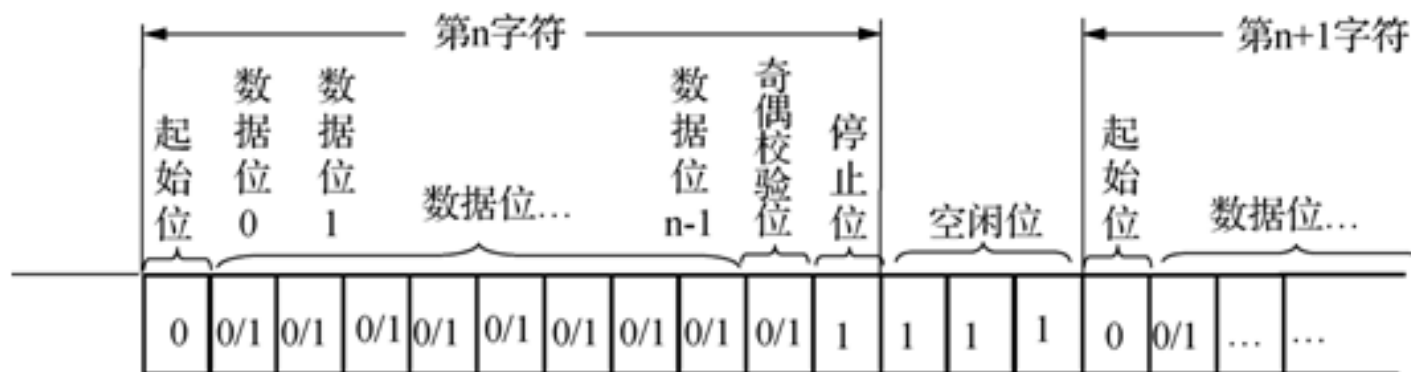 第n字符
第n+1字符
起始位
数据位0
数据位1
数据位…
数据位n-1
奇偶校验位
停止位
空闲位
起始位
数据位…
0 0/1 0/1 0/1 0/1 0/1 0/1 0/1 0/1 0/1 1 1 1 1 0 0/1 … …